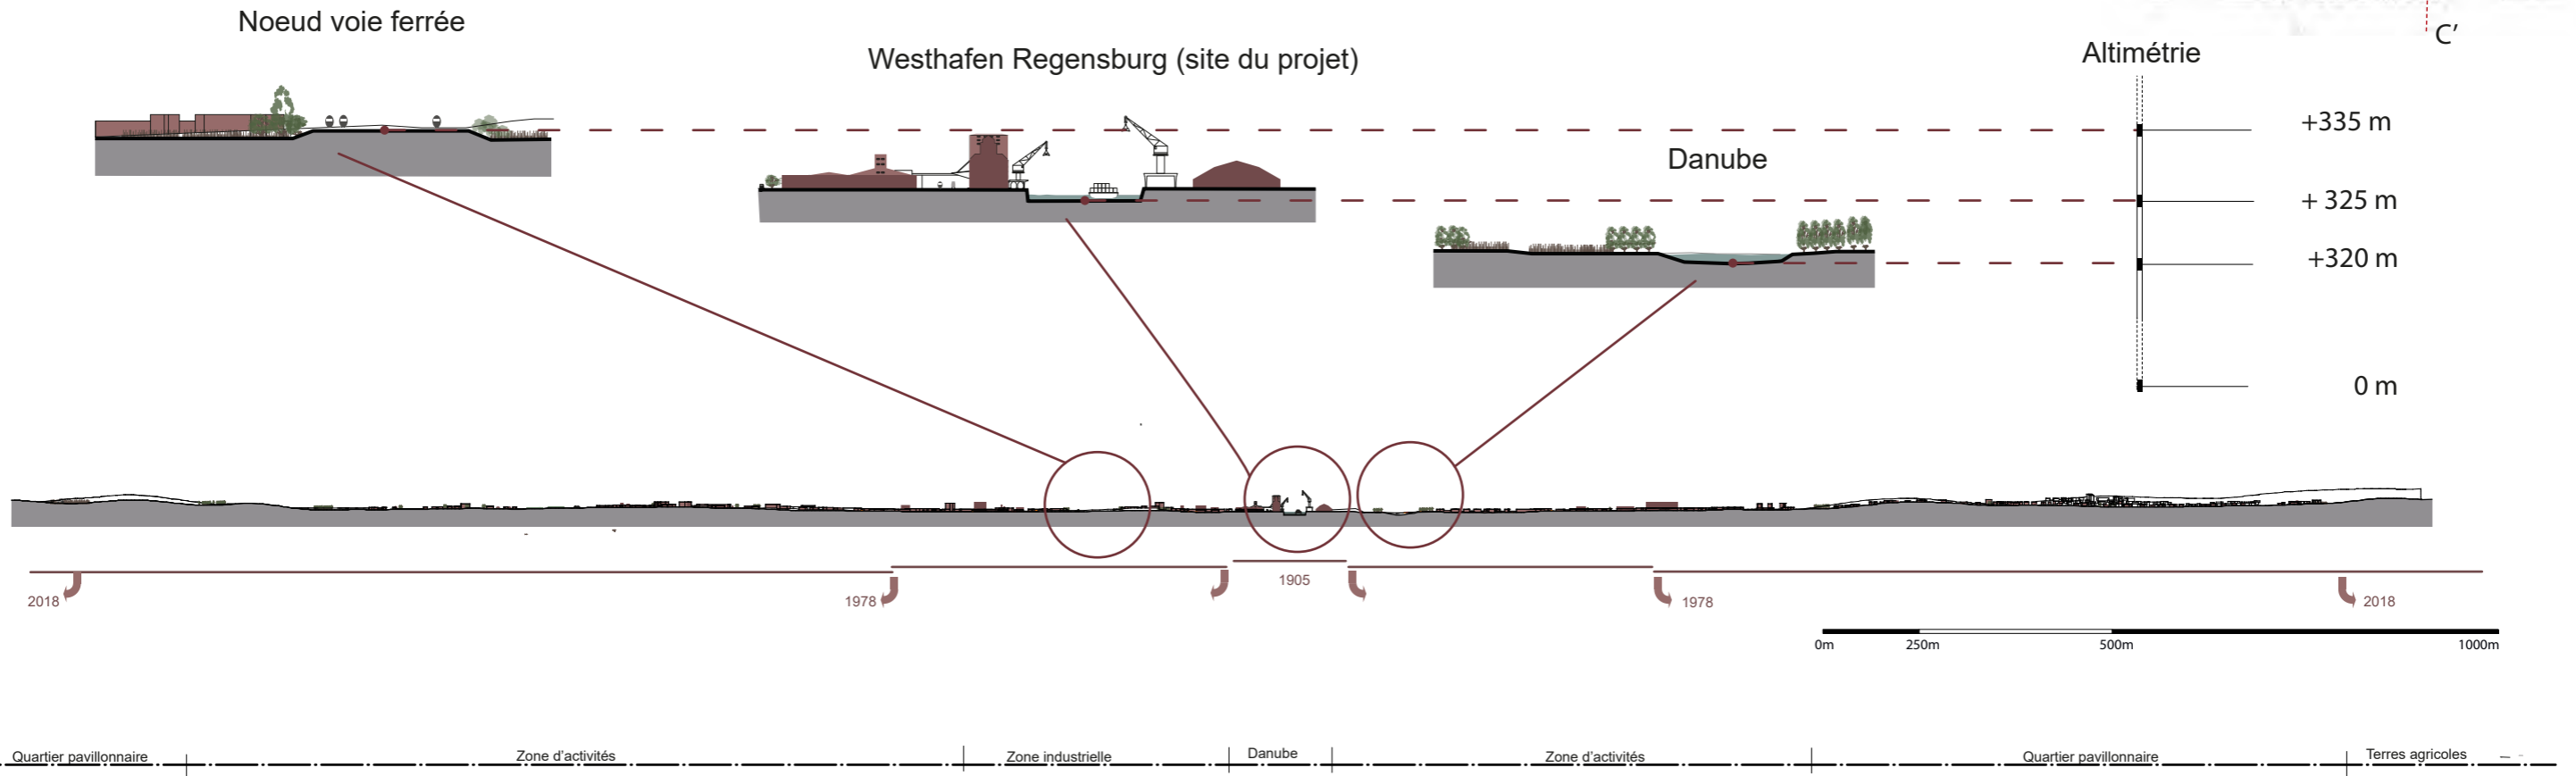 Noeud voie ferrée
Westhafen Regensburg (site du projet)
Altimétrie
C'
+335 m
Danube
+ 325 m
+320 m
0 m
1905
2018
1978
1978
2018
0m 250m 500m 1000m
Quartier pavillonnaire Zone d'activités Zone industrielle Danube Zone d'activités Quartier pavillonnaire Terres agricoles